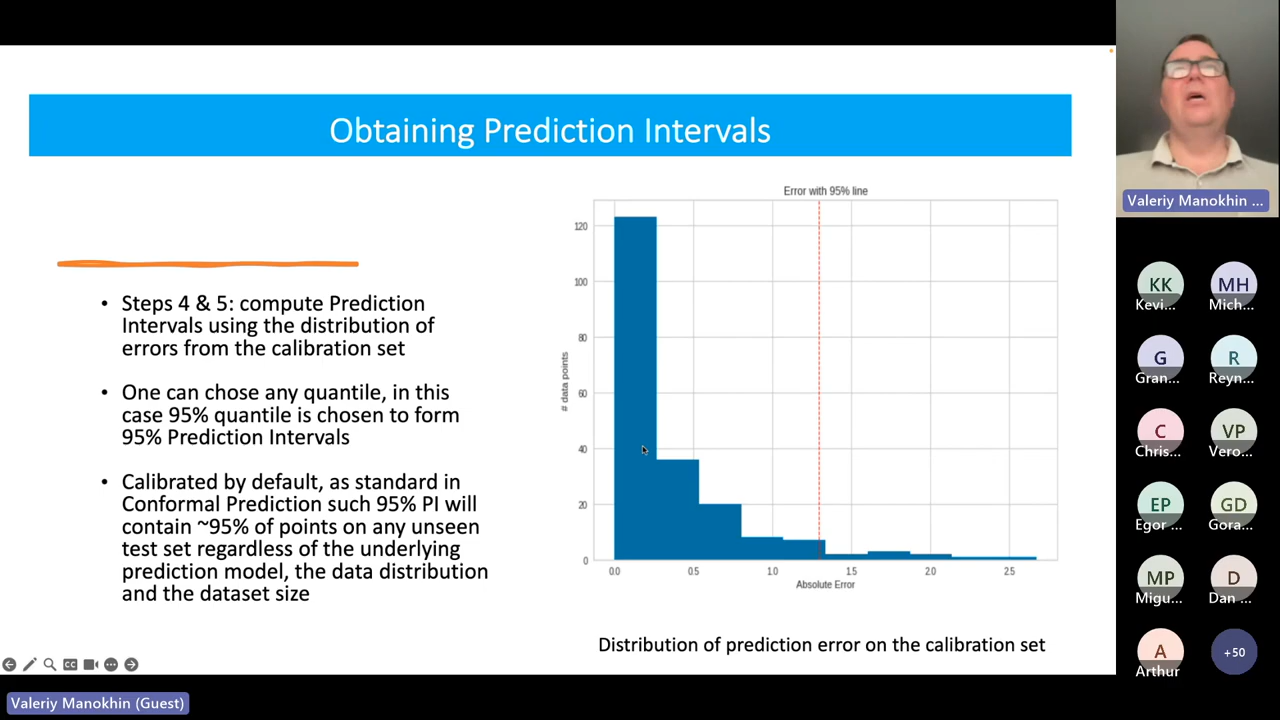 Obtaining Prediction Intervals
• Steps 4 & 5: compute Prediction
Intervals using the distribution of
errors from the calibration set
• One can chose any quantile, in this
case 95% quantile is chosen to form
95% Prediction Intervals
• Calibrated by default, as standard in
Conformal Prediction such 95% PI will
contain ~95% of points on any unseen
test set regardless of the underlying
prediction model, the data distribution
and the dataset size
Error with 95% line
# data points
120
100
80
60
40
20
0
0.0 0.5 1.0 1.5 2.0 2.5
Absolute Error
Distribution of prediction error on the calibration set
CC
Valeriy Manokhin (Guest)
Valeriy Manokhin ...
KK MH
Kevi... Mich...
G R
Gran... Reyn...
C VP
Chris... Vero...
EP GD
Egor ... Gora...
MP D
Migu... Dan ...
A +50
Arthur